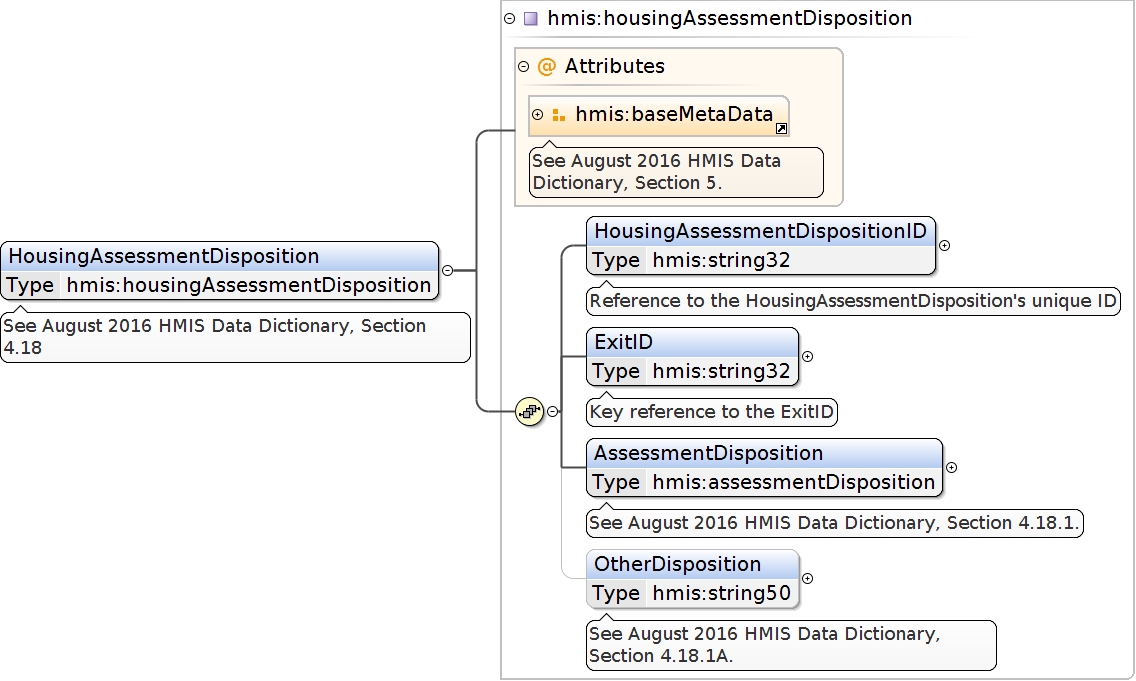 hmis:housingAssessmentDisposition
@ Attributes
hmis:baseMetaData
See August 2016 HMIS Data
Dictionary, Section 5.
HousingAssessmentDisposition
Type hmis:housingAssessmentDisposition
See August 2016 HMIS Data Dictionary, Section
4.18
HousingAssessmentDispositionID
Type hmis:string32
Reference to the HousingAssessmentDisposition's unique ID
ExitID
Type hmis:string32
Key reference to the ExitID
AssessmentDisposition
Type hmis:assessmentDisposition
See August 2016 HMIS Data Dictionary, Section 4.18.1.
OtherDisposition
Type hmis:string50
See August 2016 HMIS Data Dictionary,
Section 4.18.1A.